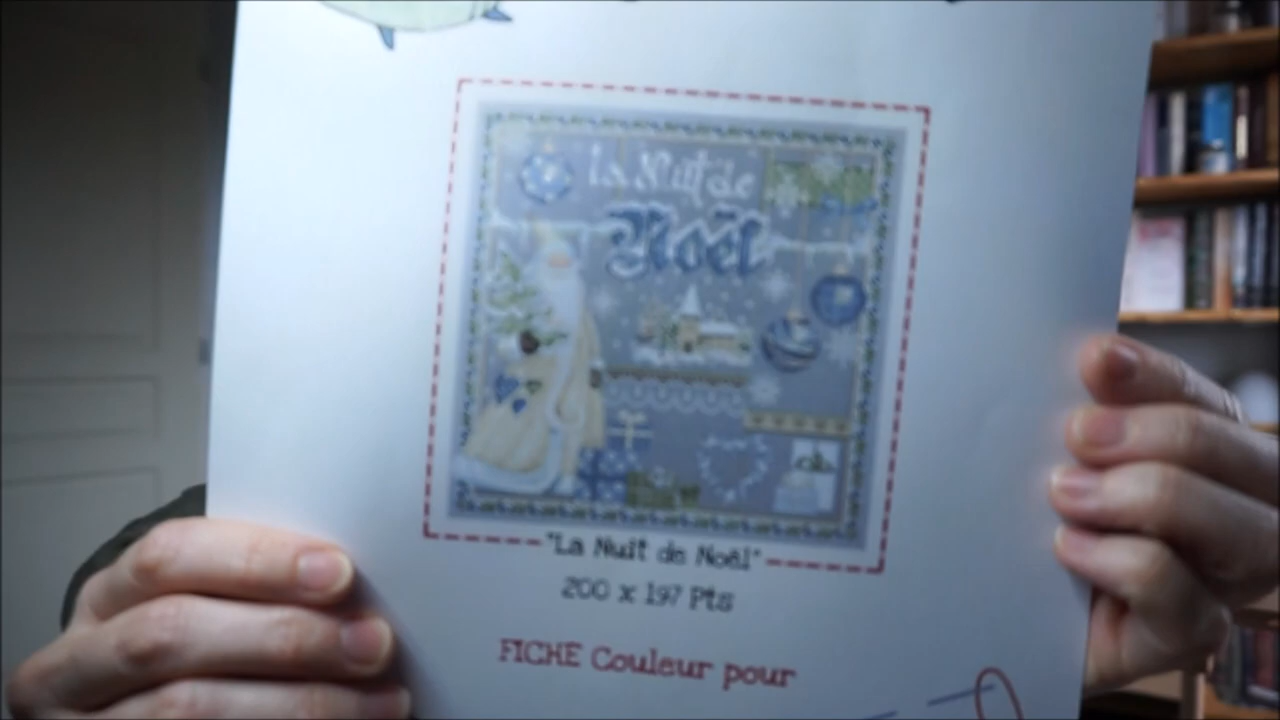 La Nuit de
Noël
"La Nuit de Noël"
200 x 197 Pts
FICHE Couleur pour